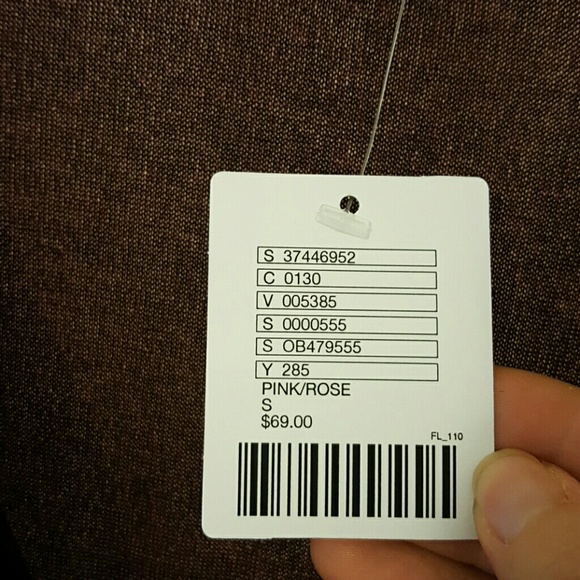 S 37446952
C 0130
V 005385
S 0000555
S OB479555
Y 285
PINK/ROSE
S
$69.00
FL_110